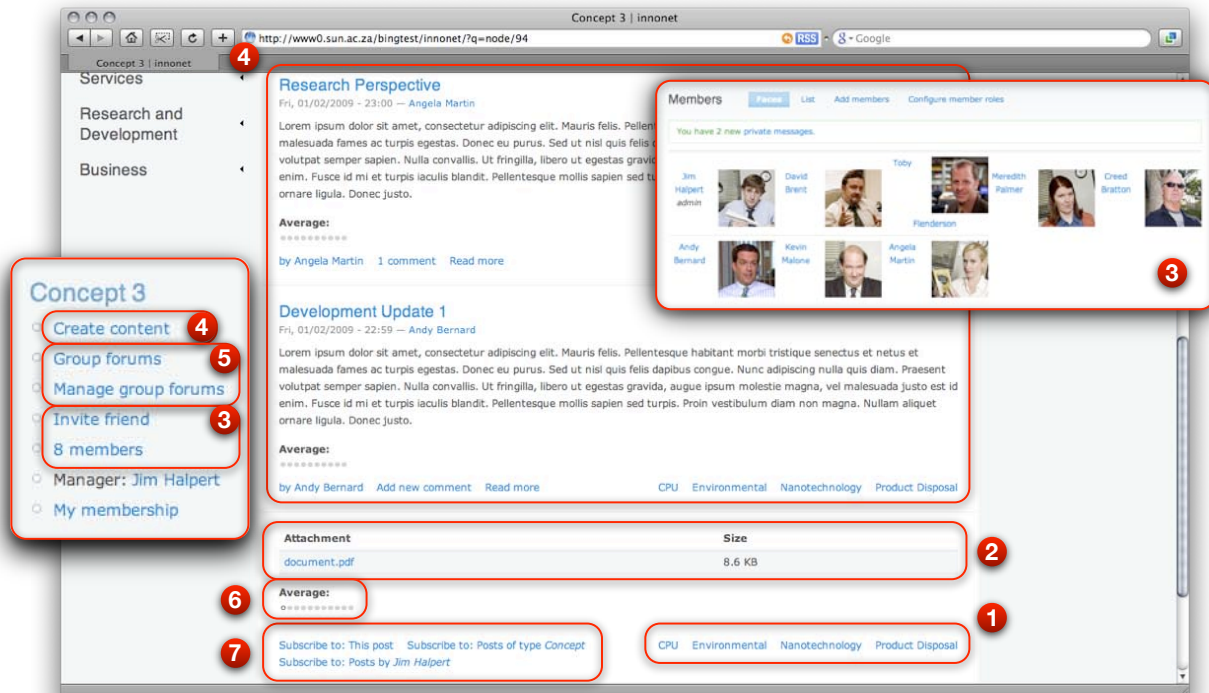 Concept 3 | innonet
http://www0.sun.ac.za/bingtest/innonet/?q=node/94
RSS
Google
Concept 3 | innonet
4
Services
Research and
Development
Business
Research Perspective
Fri, 01/02/2009 - 23:00 — Angela Martin
Lorem ipsum dolor sit amet, consectetur adipiscing elit. Mauris felis. Pellen
malesuada fames ac turpis egestas. Donec eu purus. Sed ut nisl quis felis
volutpat semper sapien. Nulla convallis. Ut fringilla, libero ut egestas gravid
enim. Fusce id mi et turpis iaculis blandit. Pellentesque mollis sapien sed tu
ornare ligula. Donec justo.
Average:
by Angela Martin 1 comment Read more
Members Faces List Add members Configure member roles
You have 2 new private messages.
Jim
Halpert
admin
David
Brent
Toby
Flenderson
Meredith
Palmer
Creed
Bratton
Andy
Bernard
Kevin
Malone
Angela
Martin
3
Concept 3
Create content 4
Group forums 5
Manage group forums
Invite friend 3
8 members
Manager: Jim Halpert
My membership
Development Update 1
Fri, 01/02/2009 - 22:59 — Andy Bernard
Lorem ipsum dolor sit amet, consectetur adipiscing elit. Mauris felis. Pellentesque habitant morbi tristique senectus et netus et
malesuada fames ac turpis egestas. Donec eu purus. Sed ut nisl quis felis dapibus congue. Nunc adipiscing nulla quis diam. Praesent
volutpat semper sapien. Nulla convallis. Ut fringilla, libero ut egestas gravida, augue ipsum molestie magna, vel malesuada justo est id
enim. Fusce id mi et turpis iaculis blandit. Pellentesque mollis sapien sed turpis. Proin vestibulum diam non magna. Nullam aliquet
ornare ligula. Donec justo.
Average:
by Andy Bernard Add new comment Read more CPU Environmental Nanotechnology Product Disposal
Attachment Size
document.pdf 8.6 KB
2
Average:
6
1
Subscribe to: This post Subscribe to: Posts of type Concept
Subscribe to: Posts by Jim Halpert
7
CPU Environmental Nanotechnology Product Disposal